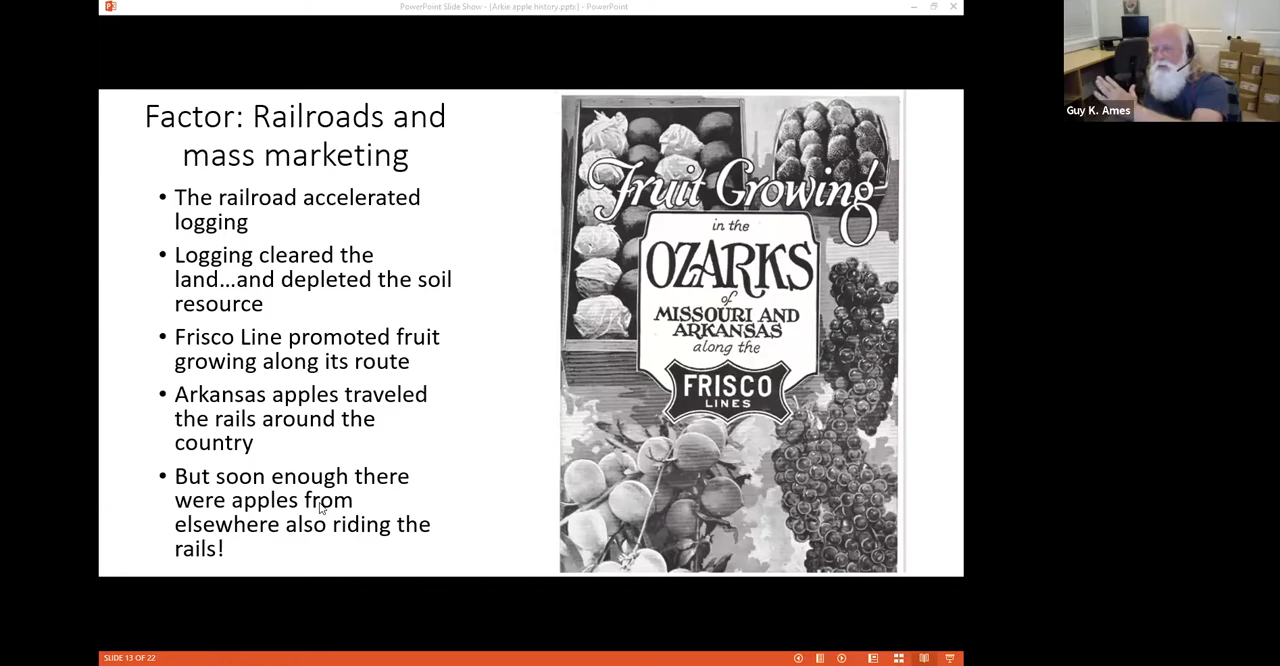 PowerPoint Slide Show - [Arkie apple history.pptx] - PowerPoint
Guy K. Ames
Factor: Railroads and
mass marketing
• The railroad accelerated
logging
• Logging cleared the
land...and depleted the soil
resource
• Frisco Line promoted fruit
growing along its route
• Arkansas apples traveled
the rails around the
country
• But soon enough there
were apples from
elsewhere also riding the
rails!
Fruit Growing
in the
OZARKS
of
MISSOURI AND
ARKANSAS
along the
FRISCO
LINES
SLIDE 13 OF 22